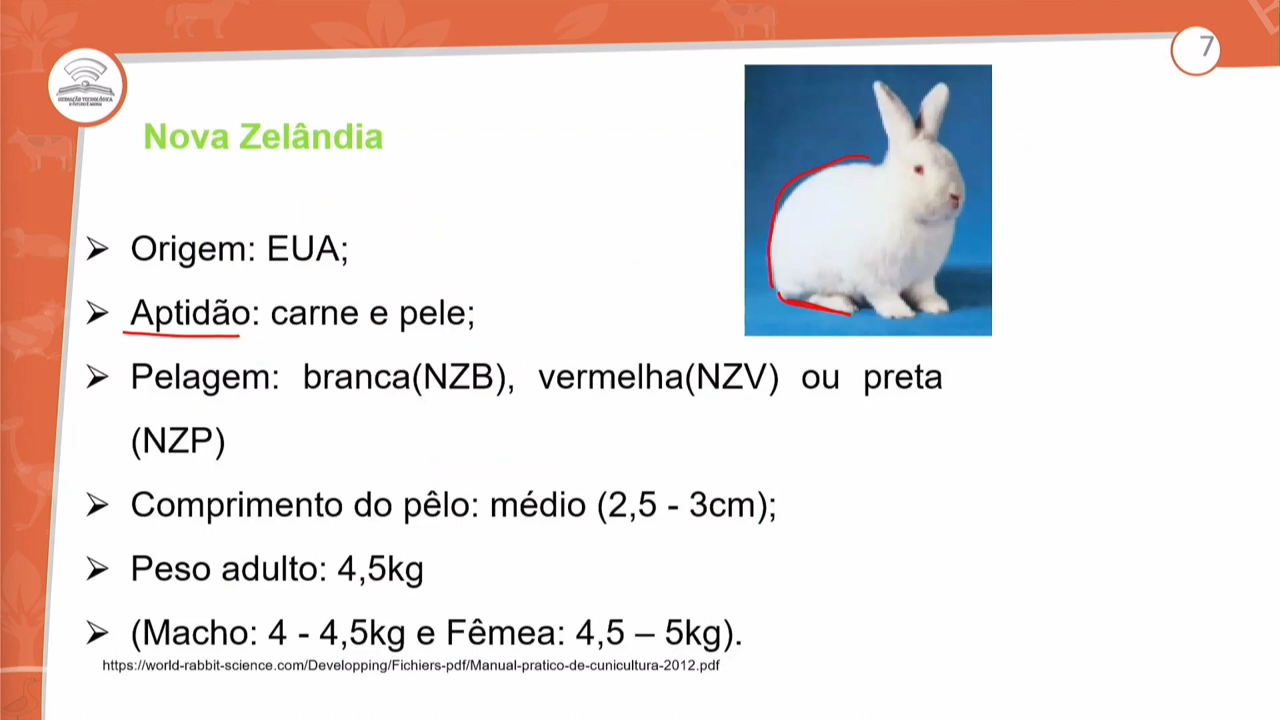 7
MEDIAÇÃO TECNOLÓGICA
Nova Zelândia
Origem: EUA;
Aptidão: carne e pele;
Pelagem: branca(NZB), vermelha(NZV) ou preta
(NZP)
Comprimento do pêlo: médio (2,5 - 3cm);
Peso adulto: 4,5kg
(Macho: 4 - 4,5kg e Fêmea: 4,5 – 5kg).
https://world-rabbit-science.com/Developping/Fichiers-pdf/Manual-pratico-de-cunicultura-2012.pdf